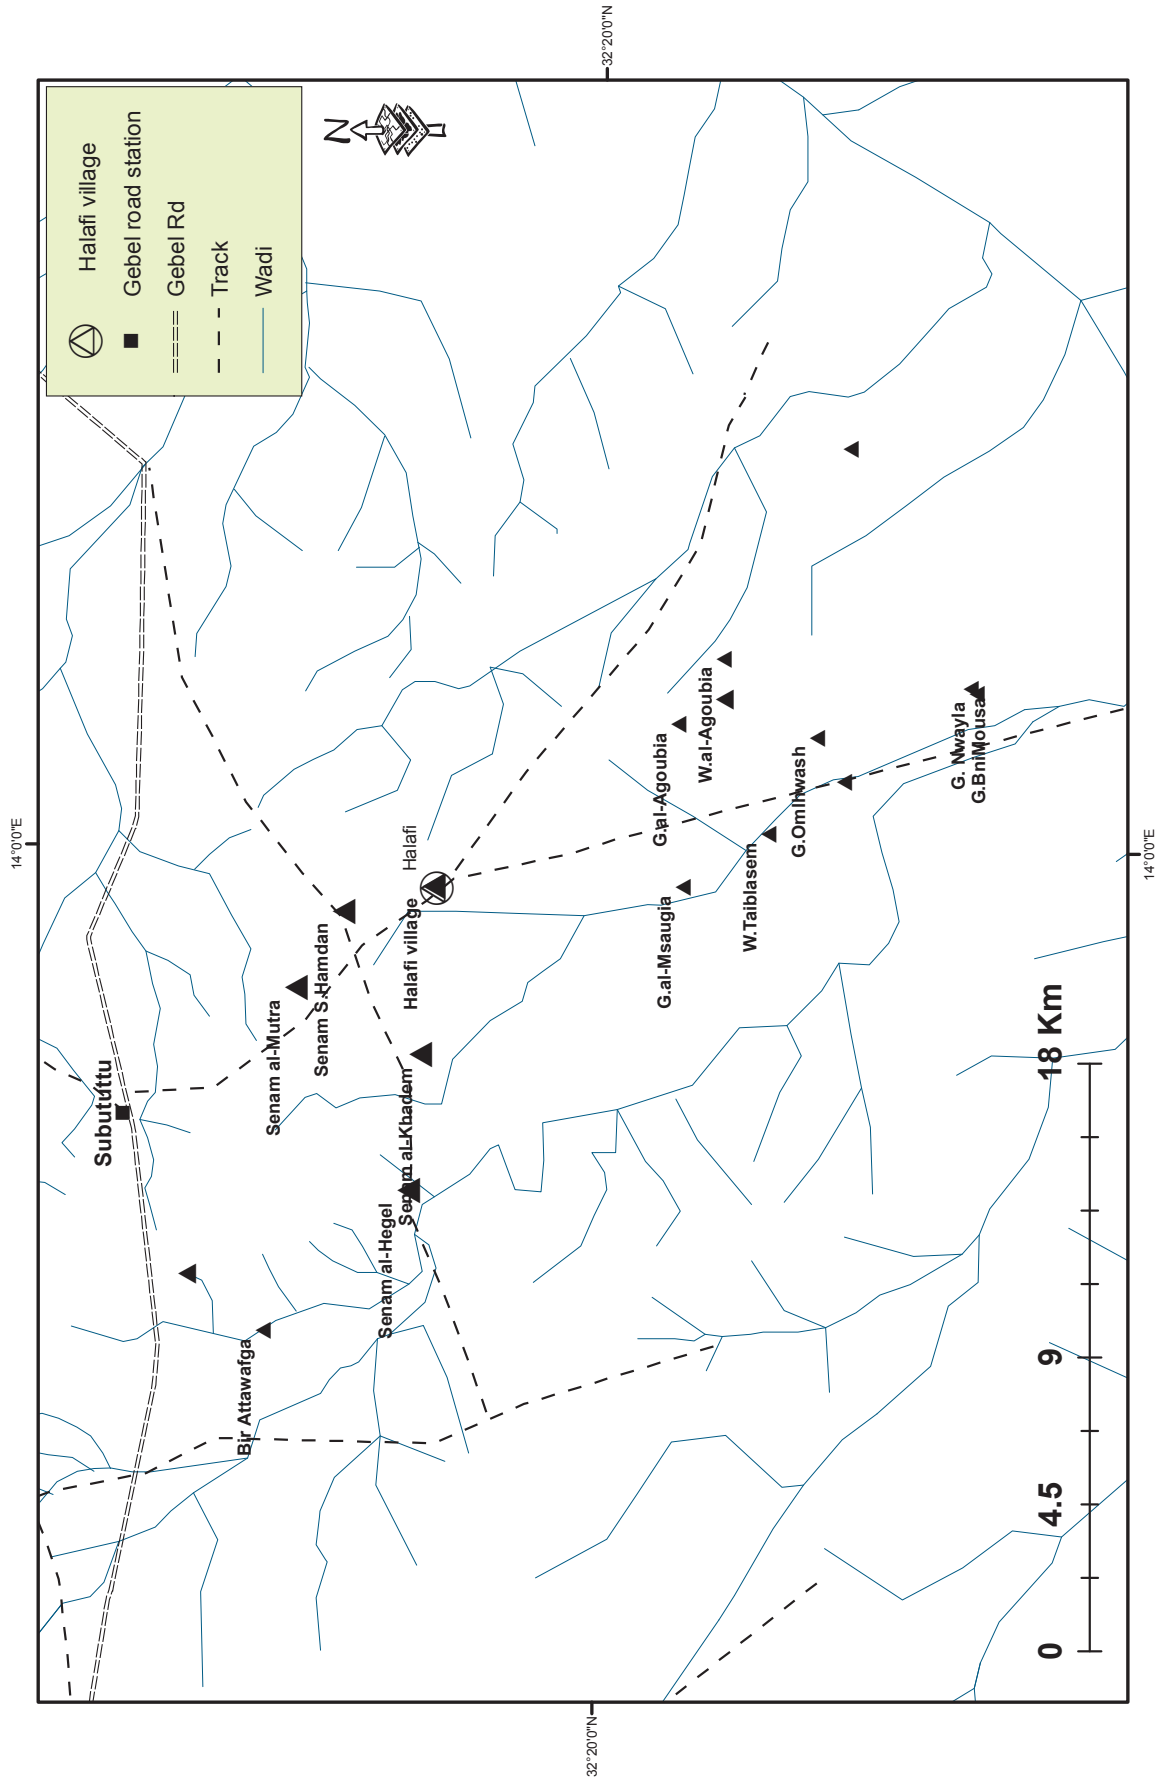 14°0'0"E
32°20'0"N
Halafi village
Gebel road station
Gebel Rd
Track
Wadi
N
Subututtu
Senam al-Mutra
Senam S.Hamdan
Halafi village
Halafi
Senam al-Khadem
Senam al-Hegel
Bir Attawafga
G.al-Msaugia
G.al-Agoubia
W.al-Agoubia
W.Taiblasem
G.Omlhwash
G. Nwayla
G.BniMousa
0
4.5
9
18 Km
32°20'0"N
14°0'0"E